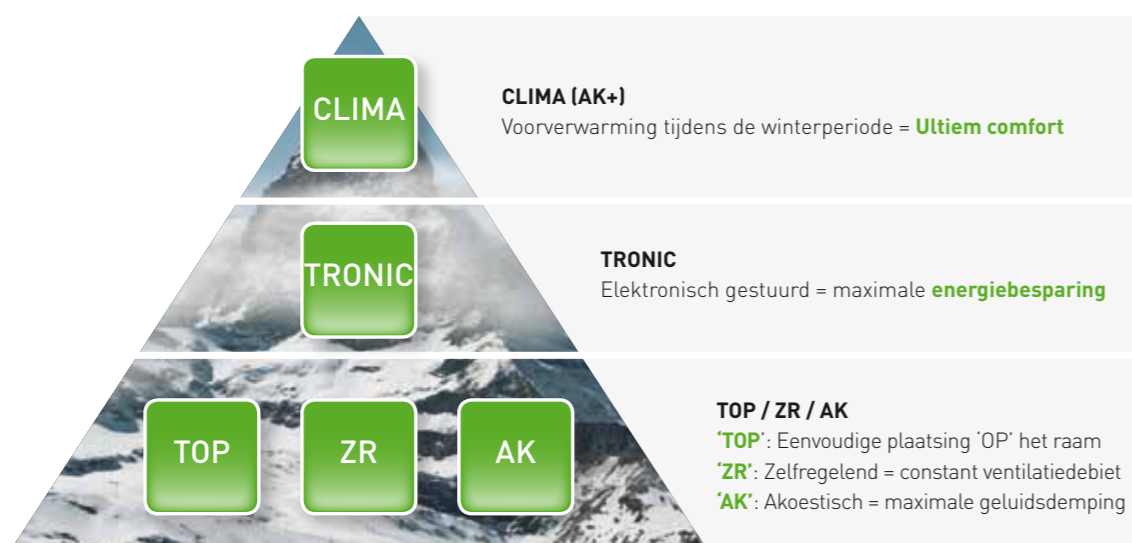 CLIMA
CLIMA (AK+)
Voorverwarming tijdens de winterperiode = Ultiem comfort
TRONIC
TRONIC
Elektronisch gestuurd = maximale energiebesparing
TOP
ZR
AK
TOP / ZR / AK
‘TOP’: Eenvoudige plaatsing ‘OP’ het raam
‘ZR’: Zelfregelend = constant ventilatiedebiet
‘AK’: Akoestisch = maximale geluidsdemping